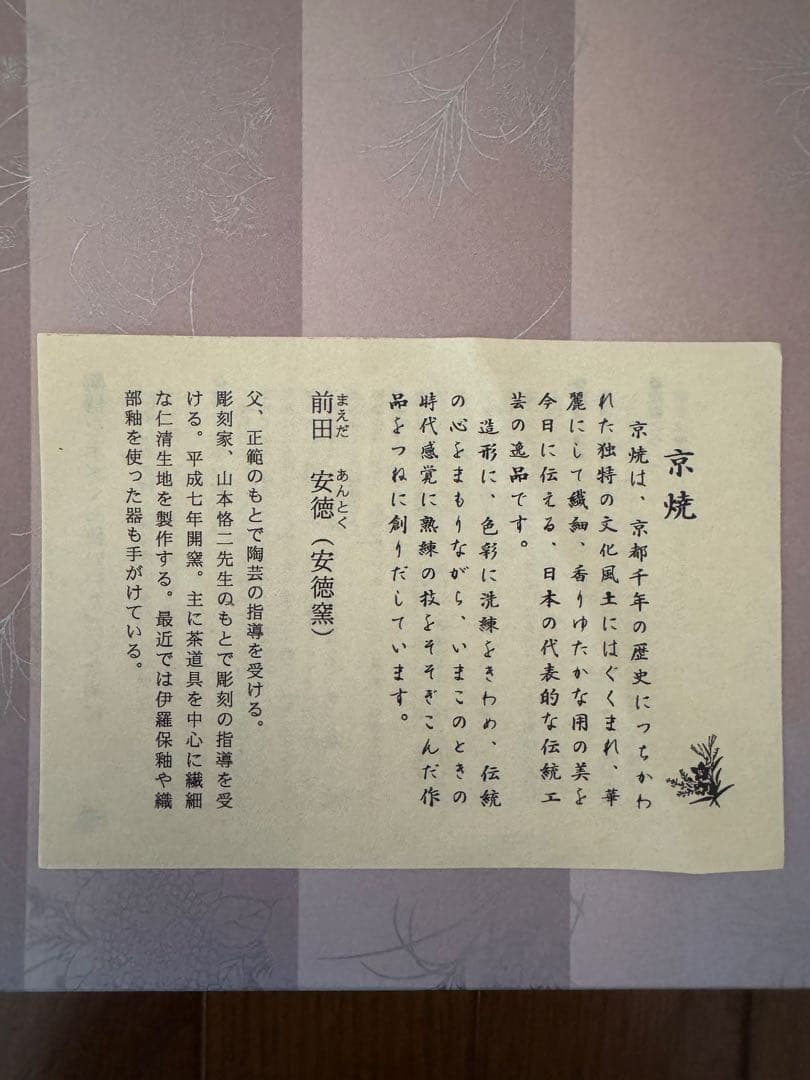 京焼
京焼は、京都千年の歴史につちかわ
れた独特の文化風土にはぐくまれ、華
麗にして繊細、香りゆたかな用の美を
今日に伝える、日本の代表的な伝統工
芸の逸品です。
造形に、色彩に洗練をきわめ、伝統
の心をまもりながら、いまこのときの
時代感覚に熟練の技をそそぎこんだ作
品をつねに創りだしています。
まえだ あんとく
前田 安徳（安徳窯）
父、正範のもとで陶芸の指導を受ける。
彫刻家、山本恪二先生のもとで彫刻の指導を受
ける。平成七年開窯。主に茶道具を中心に繊細
な仁清生地を製作する。最近では伊羅保釉や織
部釉を使った器も手がけている。